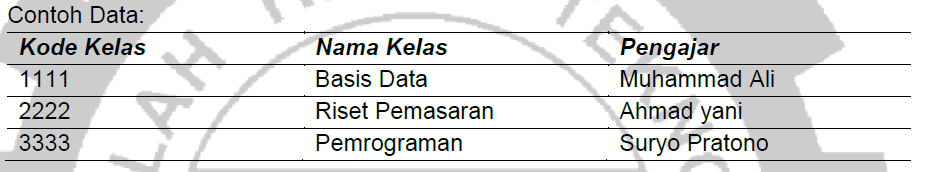 Contoh Data:
Kode Kelas Nama Kelas Pengajar
1111 Basis Data Muhammad Ali
2222 Riset Pemasaran Ahmad yani
3333 Pemrograman Suryo Pratono